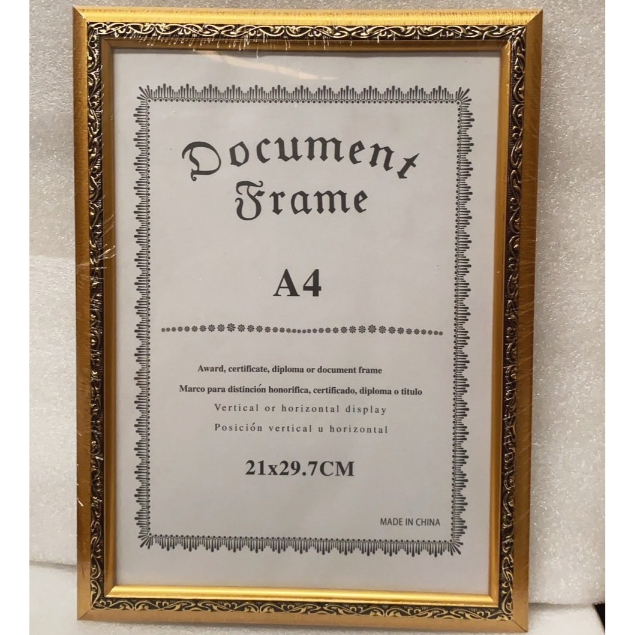 Document
Frame
A4
Award, certificate, diploma or document frame
Marco para distinción honorífica, certificado, diploma o titulo
Vertical or horizontal display
Posición vertical u horizontal
21x29.7CM
MADE IN CHINA